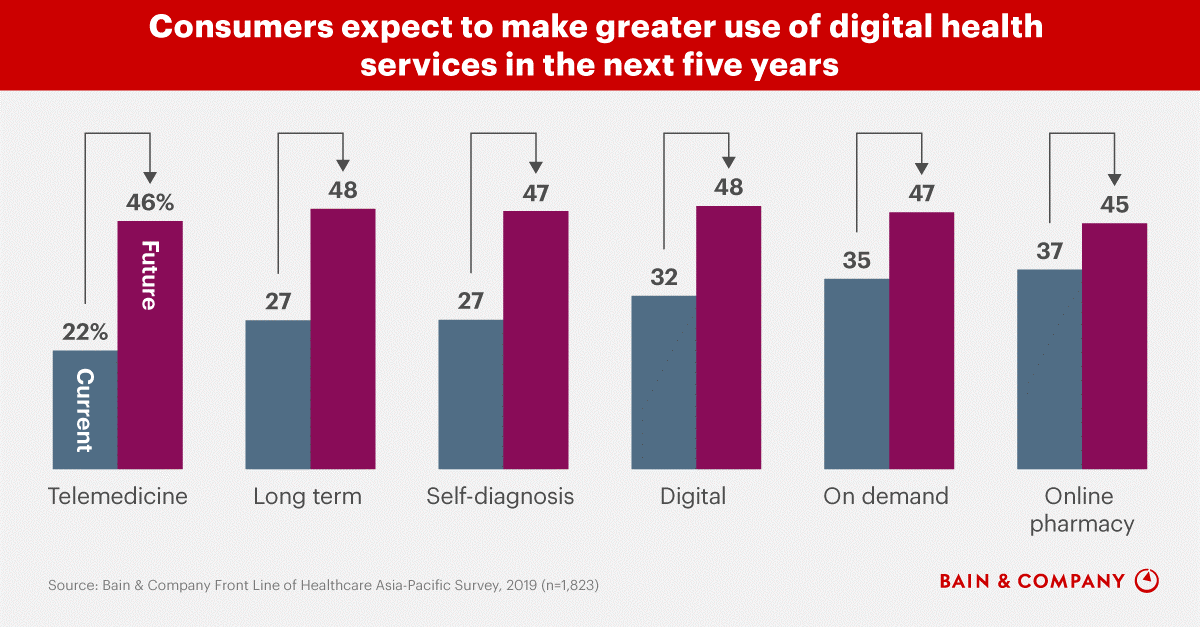 Consumers expect to make greater use of digital health
services in the next five years
46%
48
47
48
47
45
22%
27
27
32
35
37
Future
Current
Telemedicine
Long term
Self-diagnosis
Digital
On demand
Online
pharmacy
Source: Bain & Company Front Line of Healthcare Asia-Pacific Survey, 2019 (n=1,823)
BAIN & COMPANY